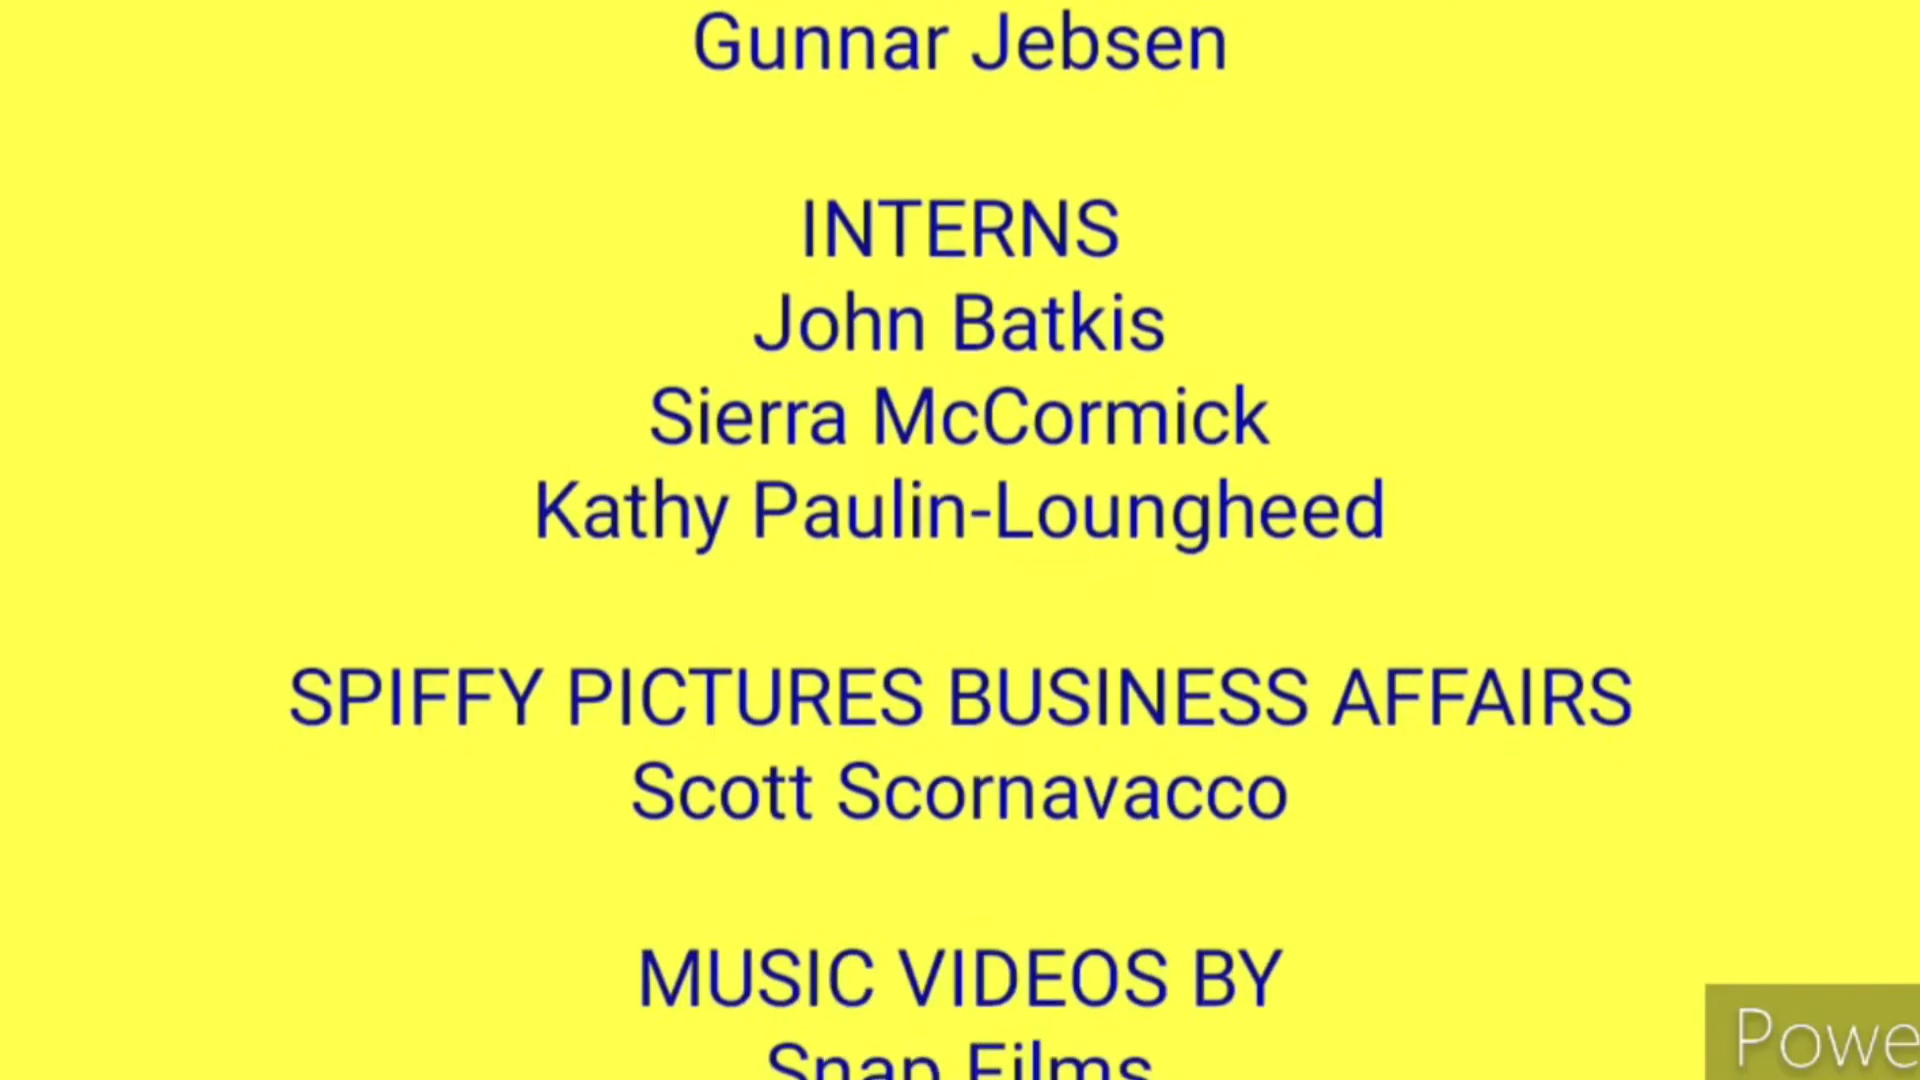 Gunnar Jebsen
INTERNS
John Batkis
Sierra McCormick
Kathy Paulin-Loungheed
SPIFFY PICTURES BUSINESS AFFAIRS
Scott Scornavacco
MUSIC VIDEOS BY
Snap Films
Powe